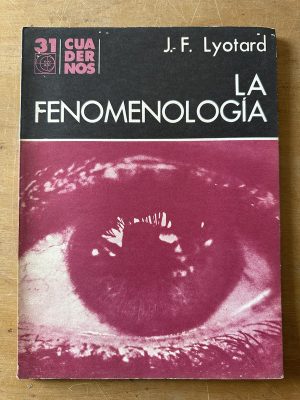 31 CUA
DER
NOS
J. F. Lyotard
LA
FENOMENOLOGÍA